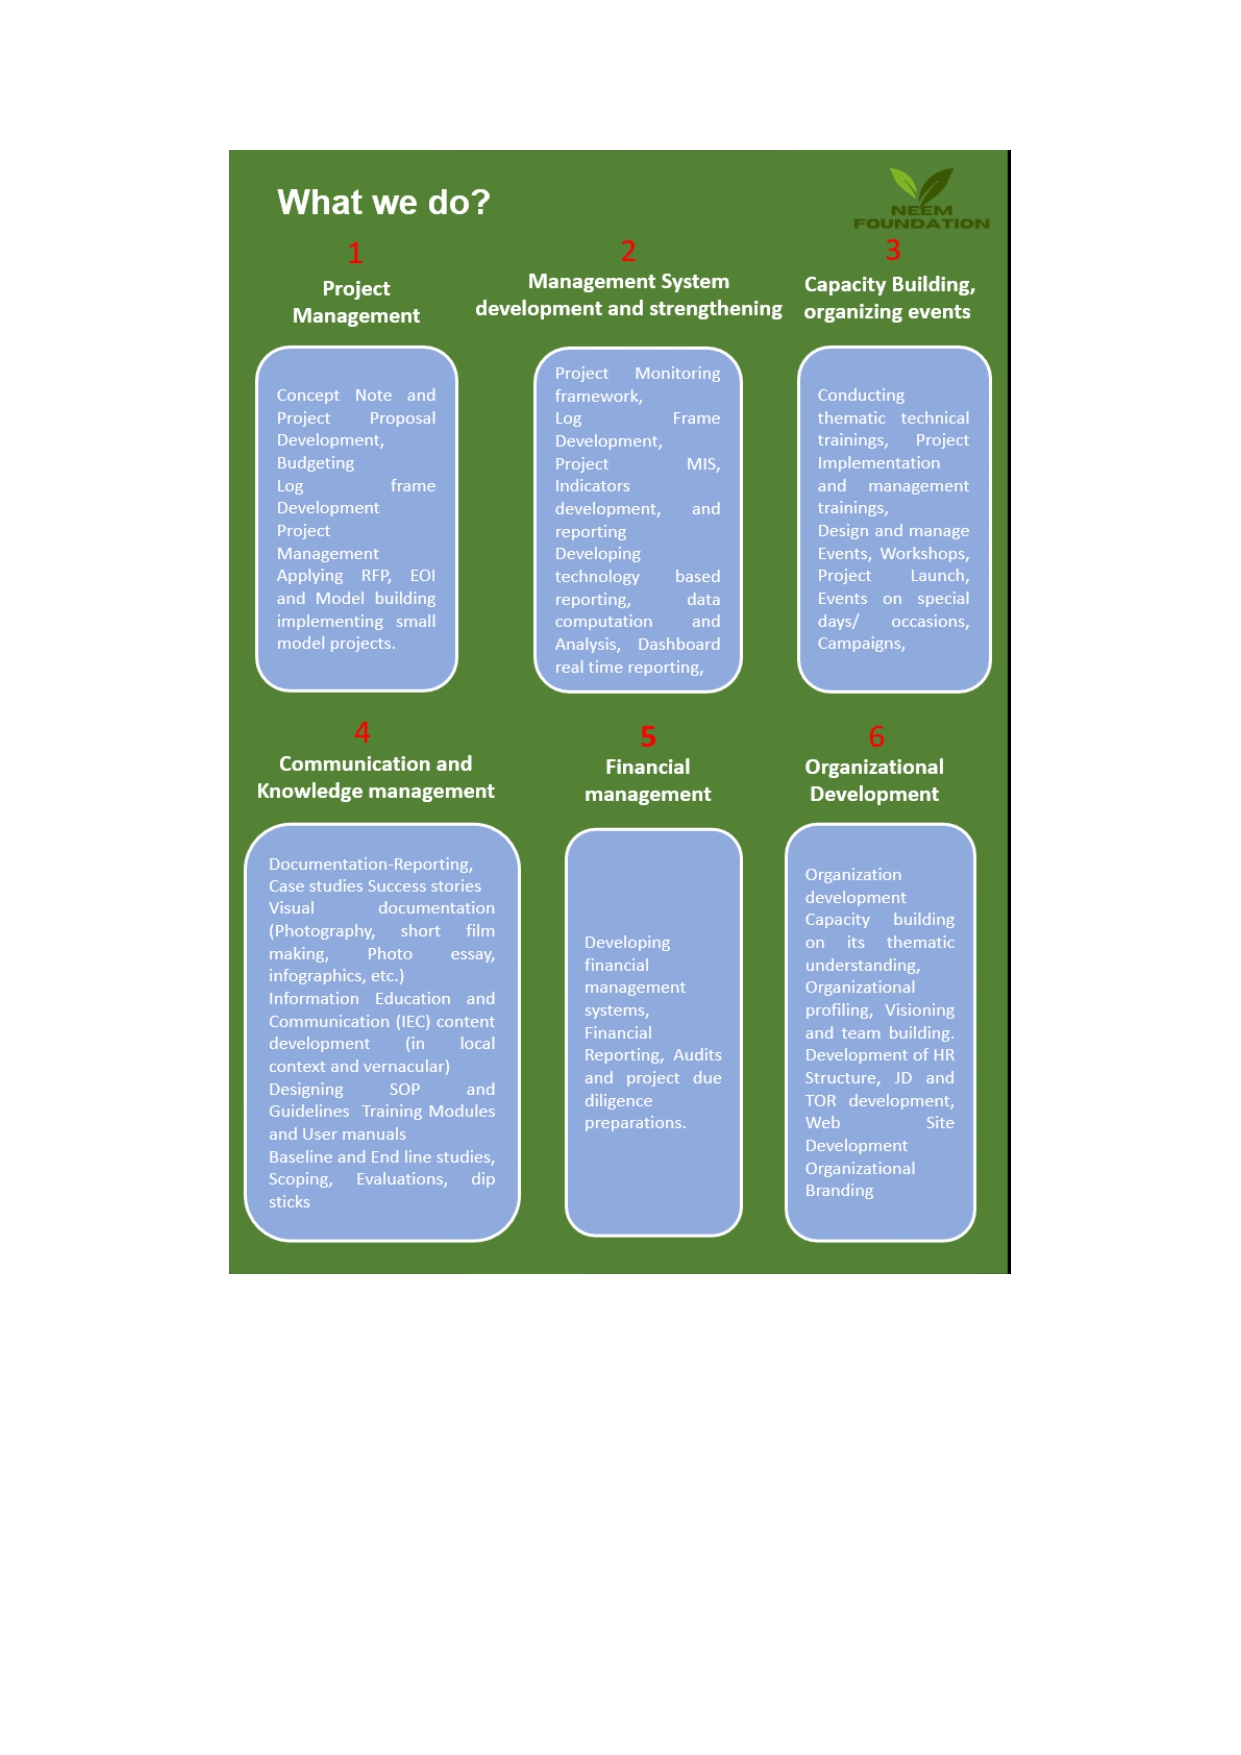 What we do?
NEEM
FOUNDATION
1
Project
Management
Concept Note and
Project Proposal
Development,
Budgeting
Log frame
Development
Project
Management
Applying RFP, EOI
and Model building
implementing small
model projects.
2
Management System
development and strengthening
Project Monitoring
framework,
Log Frame
Development,
Project MIS,
Indicators
development, and
reporting
Developing
technology based
reporting, data
computation and
Analysis, Dashboard
real time reporting,
3
Capacity Building,
organizing events
Conducting
thematic technical
trainings, Project
Implementation
and management
trainings,
Design and manage
Events, Workshops,
Project Launch,
Events on special
days/ occasions,
Campaigns,
4
Communication and
Knowledge management
Documentation-Reporting,
Case studies Success stories
Visual documentation
(Photography, short film
making, Photo essay,
infographics, etc.)
Information Education and
Communication (IEC) content
development (in local
context and vernacular)
Designing SOP and
Guidelines Training Modules
and User manuals
Baseline and End line studies,
Scoping, Evaluations, dip
sticks
5
Financial
management
Developing
financial
management
systems,
Financial
Reporting, Audits
and project due
diligence
preparations.
6
Organizational
Development
Organization
development
Capacity building
on its thematic
understanding,
Organizational
profiling, Visioning
and team building.
Development of HR
Structure, JD and
TOR development,
Web Site
Development
Organizational
Branding